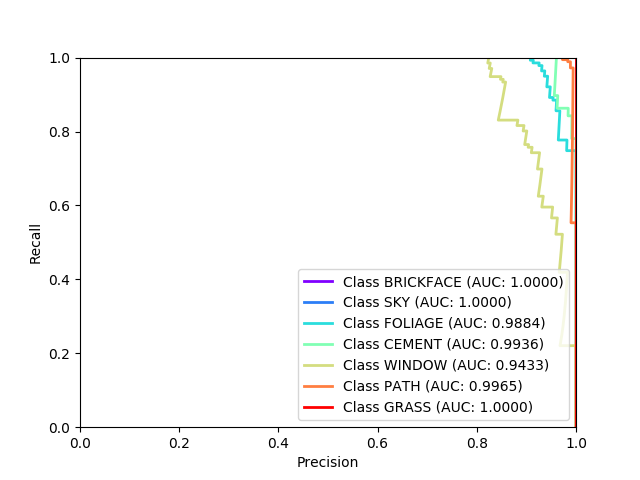 1.0
0.8
0.6
0.4
0.2
0.0
Recall
Class BRICKFACE (AUC: 1.0000)
Class SKY (AUC: 1.0000)
Class FOLIAGE (AUC: 0.9884)
Class CEMENT (AUC: 0.9936)
Class WINDOW (AUC: 0.9433)
Class PATH (AUC: 0.9965)
Class GRASS (AUC: 1.0000)
0.0 0.2 0.4 0.6 0.8 1.0
Precision